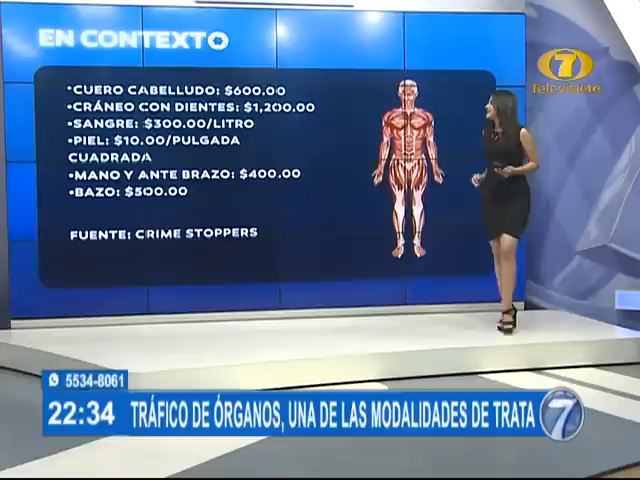 EN CONTEXTO
7
Televisiete
•CUERO CABELLUDO: $600.00
•CRÁNEO CON DIENTES: $1,200.00
•SANGRE: $300.00/LITRO
•PIEL: $10.00/PULGADA
CUADRADA
•MANO Y ANTE BRAZO: $400.00
•BAZO: $500.00
FUENTE: CRIME STOPPERS
5534-8061
22:34 TRÁFICO DE ÓRGANOS, UNA DE LAS MODALIDADES DE TRATA 7